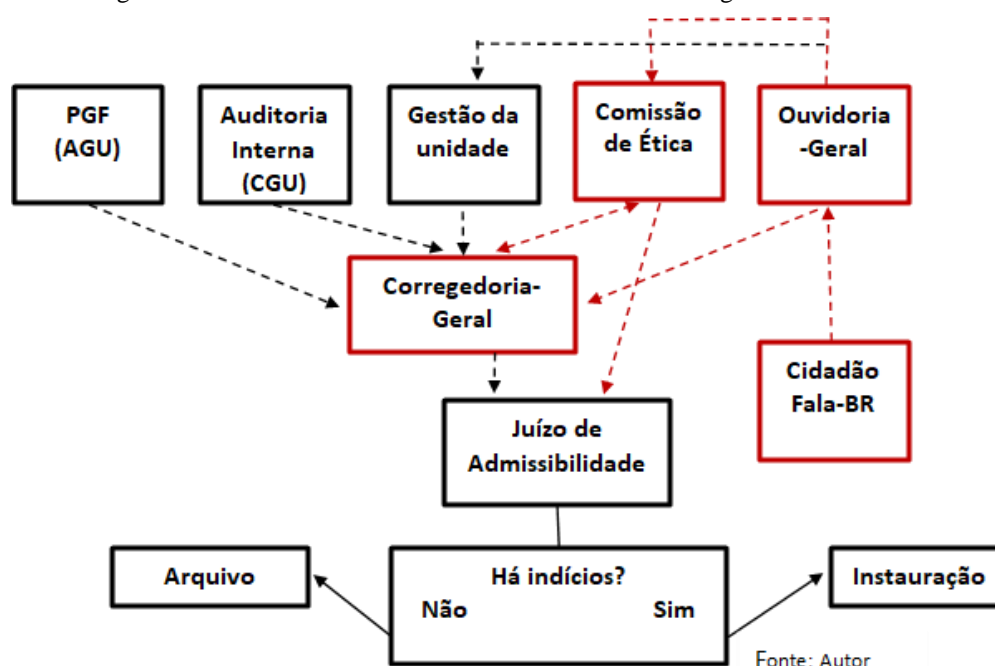 PGF
(AGU)
Auditoria
Interna
(CGU)
Gestão da
unidade
Comissão
de Ética
Ouvidoria
-Geral
Corregedoria-
Geral
Cidadão
Fala-BR
Juízo de
Admissibilidade
Arquivo
Há indícios?
Não Sim
Instauração
Fonte: Autor